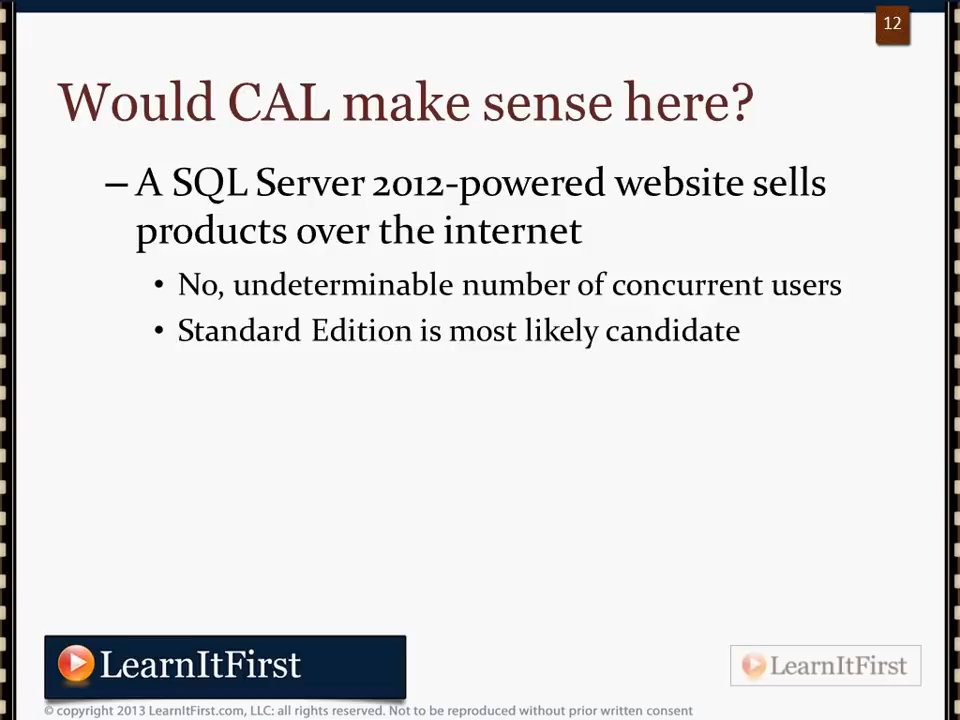 12
Would CAL make sense here?
– A SQL Server 2012-powered website sells
products over the internet
• No, undeterminable number of concurrent users
• Standard Edition is most likely candidate
LearnItFirst
LearnItFirst
© copyright 2013 LearnItFirst.com, LLC: all rights reserved. Not to be reproduced without prior written consent